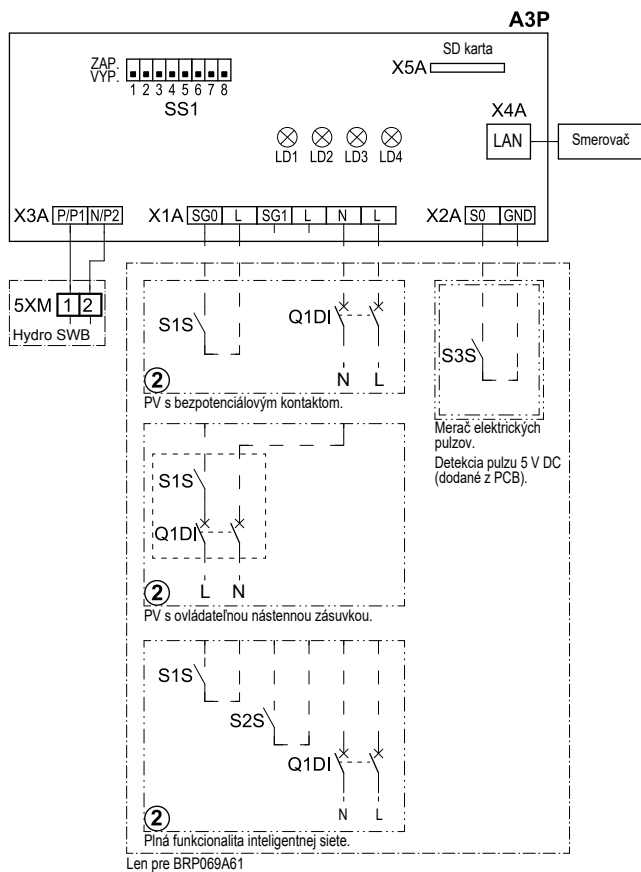 A3P
SD karta
X5A
ZAP.
VYP.
1 2 3 4 5 6 7 8
SS1
X4A
LAN
Smerovač
LD1 LD2 LD3 LD4
X3A P/P1 N/P2
X1A SG0 L SG1 L N L
X2A S0 GND
5XM 1 2
Hydro SWB
S1S
Q1DI
N L
2
PV s bezpotenciálovým kontaktom.
S3S
Merač elektrických
pulzov.
Detekcia pulzu 5 V DC
(dodané z PCB).
S1S
Q1DI
L N
2
PV s ovládateľnou nástennou zásuvkou.
S1S
S2S
Q1DI
N L
2
Plná funkcionalita inteligentnej siete.
Len pre BRP069A61